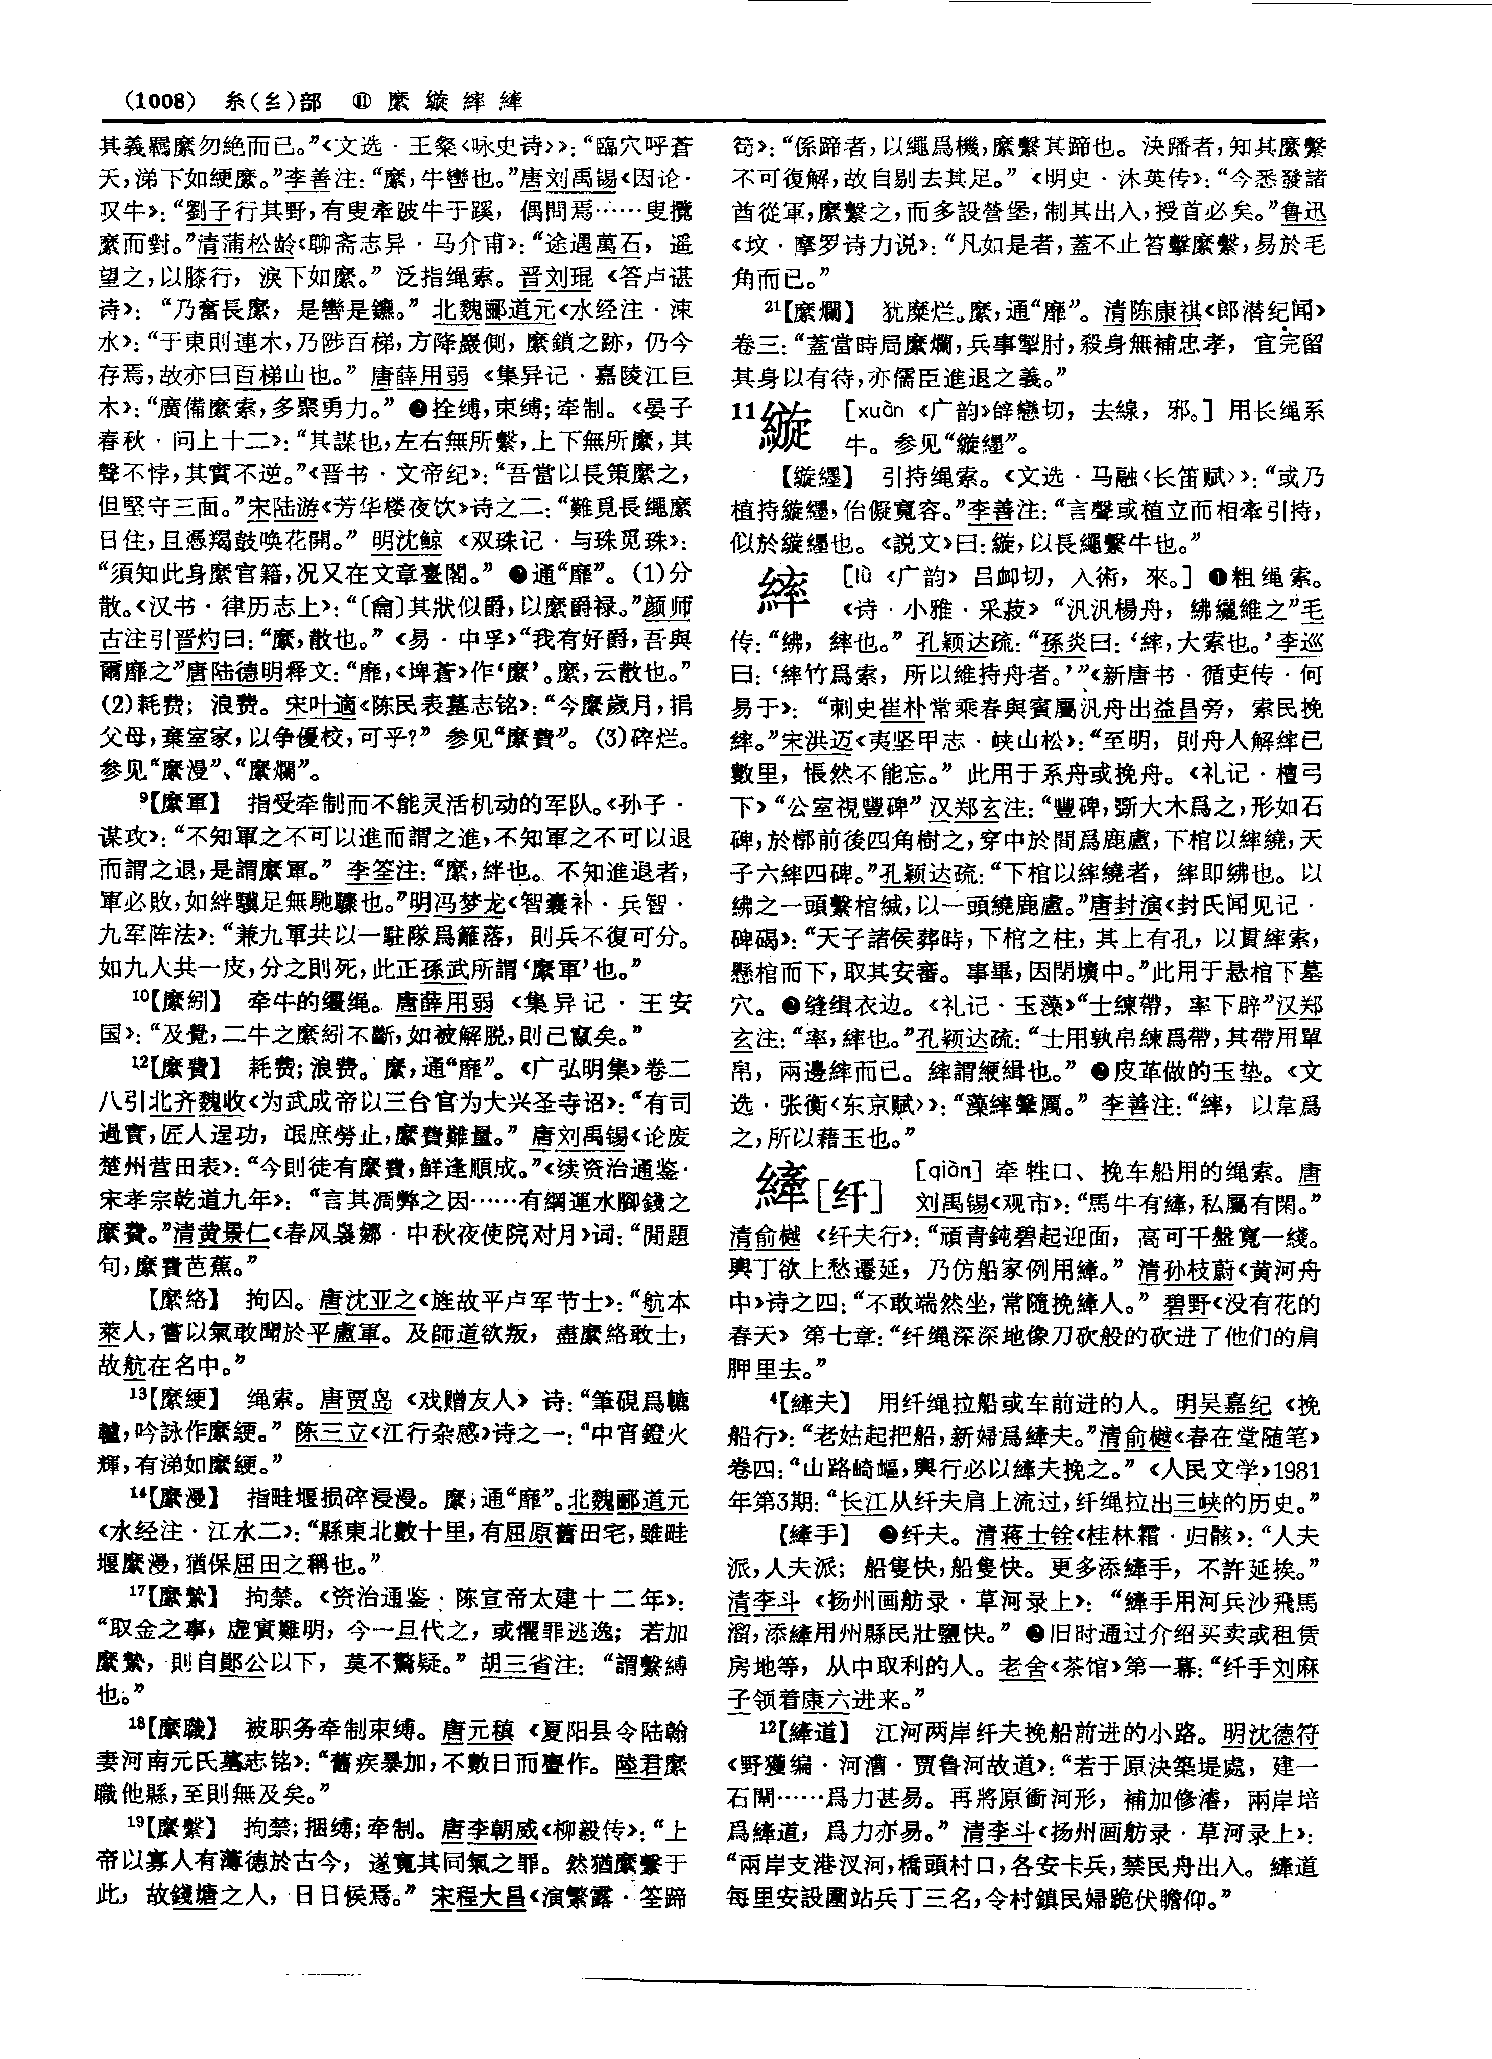 (1008) 糸(纟)部 ⑪ 縻 縼 繂 縴
其義羈縻勿絶而已。”《文选·王粲〈咏史诗〉》：“臨穴呼蒼
天，涕下如綆縻。”李善注：“縻，牛轡也。”唐刘禹锡《因论·
叹牛》：“劉子行其野，有叟牽跛牛于蹊，偶問焉……叟攬
縻而對。”清蒲松龄《聊斋志异·马介甫》：“途遇萬石，遥
望之，以膝行，淚下如縻。”泛指绳索。晋刘琨《答卢谌
诗》：“乃奮長縻，是轡是鑣。”北魏郦道元《水经注·涑
水》：“于東則連木，乃陟百梯，方降巖側，縻鎖之跡，仍今
存焉，故亦曰百梯山也。”唐薛用弱《集异记·嘉陵江巨
木》：“廣備縻索，多聚勇力。”❷拴缚，束缚；牵制。《晏子
春秋·问上十二》：“其謀也，左右無所繫，上下無所縻，其
聲不悖，其實不逆。”《晋书·文帝纪》：“吾當以長策縻之，
但堅守三面。”宋陆游《芳华楼夜饮》诗之二：“難覓長繩縻
日住，且憑羯鼓唤花開。”明沈鲸《双珠记·与珠觅珠》：
“須知此身縻官籍，况又在文章臺閣。”❸通“靡”。(1)分
散。《汉书·律历志上》：“〔龠〕其狀似爵，以縻爵禄。”颜师
古注引晋灼曰：“縻，散也。”《易·中孚》“我有好爵，吾與
爾靡之”唐陆德明释文：“靡，《埤蒼》作‘縻’。縻，云散也。”
(2)耗费；浪费。宋叶適《陈民表墓志铭》：“今縻歲月，捐
父母，棄室家，以争優校，可乎？”参见“縻費”。(3)碎烂。
参见“縻漫”、“縻爛”。
9【縻軍】 指受牵制而不能灵活机动的军队。《孙子·
谋攻》：“不知軍之不可以進而謂之進，不知軍之不可以退
而謂之退，是謂縻軍。”李筌注：“縻，絆也。不知進退者，
軍必敗，如絆驥足無馳驟也。”明冯梦龙《智囊补·兵智·
九军阵法》：“兼九軍共以一駐隊爲籬落，則兵不復可分。
如九人共一皮，分之則死，此正孫武所謂‘縻軍’也。”
10【縻紖】 牵牛的缰绳。唐薛用弱《集异记·王安
国》：“及覺，二牛之縻紖不斷，如被解脱，則已竄矣。”
12【縻費】 耗费；浪费。縻，通“靡”。《广弘明集》卷二
八引北齐魏收《为武成帝以三台宫为大兴圣寺诏》：“有司
過實，匠人逞功，氓庶勞止，縻費難量。”唐刘禹锡《论废
楚州营田表》：“今則徒有縻費，鮮逢順成。”《续资治通鉴·
宋孝宗乾道九年》：“言其凋弊之因……有綱運水脚錢之
縻費。”清黄景仁《春风袅娜·中秋夜使院对月》词：“閒題
句，縻費芭蕉。”
【縻絡】 拘囚。唐沈亚之《旌故平卢军节士》：“航本
萊人，嘗以氣敢聞於平盧軍。及師道欲叛，盡縻絡敢士，
故航在名中。”
13【縻綆】 绳索。唐贾岛《戏赠友人》诗：“筆硯爲轆
轤，吟詠作縻綆。”陈三立《江行杂感》诗之一：“中宵鐙火
輝，有涕如縻綆。”
14【縻漫】 指畦堰损碎浸漫。縻，通“靡”。北魏郦道元
《水经注·江水二》：“縣東北數十里，有屈原舊田宅，雖畦
堰縻漫，猶保屈田之稱也。”
17【縻縶】 拘禁。《资治通鉴·陈宣帝太建十二年》：
“取金之事，虚實難明，今一旦代之，或懼罪逃逸；若加
縻縶，則自鄖公以下，莫不驚疑。”胡三省注：“謂繫縛
也。”
18【縻職】 被职务牵制束缚。唐元稹《夏阳县令陆翰
妻河南元氏墓志铭》：“舊疾暴加，不數日而亹作。陸君縻
職他縣，至則無及矣。”
19【縻繫】 拘禁；捆缚；牵制。唐李朝威《柳毅传》：“上
帝以寡人有薄德於古今，遂寬其同氣之罪。然猶縻繫于
此，故錢塘之人，日日候焉。”宋程大昌《演繁露·筌蹄
笱》：“係蹄者，以繩爲機，縻繫其蹄也。決蹯者，知其縻繫
不可復解，故自剔去其足。”《明史·沐英传》：“今悉發諸
酋從軍，縻繫之，而多設營堡，制其出入，授首必矣。”鲁迅
《坟·摩罗诗力说》：“凡如是者，蓋不止笞擊縻繫，易於毛
角而已。”
21【縻爛】 犹糜烂。縻，通“靡”。清陈康祺《郎潜纪闻》
卷三：“蓋當時局縻爛，兵事掣肘，殺身無補忠孝，宜完留
其身以有待，亦儒臣進退之義。”
11縼 [xuàn 《广韵》辝戀切，去線，邪。] 用长绳系
牛。参见“縼纆”。
【縼纆】 引持绳索。《文选·马融〈长笛赋〉》：“或乃
植持縼纆，佁儗寬容。”李善注：“言聲或植立而相牽引持，
似於縼纆也。《説文》曰：縼，以長繩繫牛也。”
繂 [lǜ 《广韵》吕卹切，入術，來。] ❶粗绳索。
《诗·小雅·采菽》“汎汎楊舟，紼纚維之”毛
传：“紼，繂也。”孔颖达疏：“孫炎曰：‘繂，大索也。’李巡
曰：‘繂竹爲索，所以維持舟者。’”《新唐书·循吏传·何
易于》：“刺史崔朴常乘春與賓屬汎舟出益昌旁，索民挽
繂。”宋洪迈《夷坚甲志·峡山松》：“至明，則舟人解繂已
數里，悵然不能忘。”此用于系舟或挽舟。《礼记·檀弓
下》“公室視豐碑”汉郑玄注：“豐碑，斲大木爲之，形如石
碑，於槨前後四角樹之，穿中於間爲鹿盧，下棺以繂繞，天
子六繂四碑。”孔颖达疏：“下棺以繂繞者，繂即紼也。以
紼之一頭繫棺緘，以一頭繞鹿盧。”唐封演《封氏闻见记·
碑碣》：“天子諸侯葬時，下棺之柱，其上有孔，以貫繂索，
懸棺而下，取其安審。事畢，因閉壙中。”此用于悬棺下墓
穴。❷缝缉衣边。《礼记·玉藻》“士練帶，率下辟”汉郑
玄注：“率，繂也。”孔颖达疏：“士用孰帛練爲帶，其帶用單
帛，兩邊繂而已。繂謂緶緝也。”❸皮革做的玉垫。《文
选·张衡〈东京赋〉》：“藻繂鞶厲。”李善注：“繂，以韋爲
之，所以藉玉也。”
縴[纤] [qiàn] 牵牲口、挽车船用的绳索。唐
刘禹锡《观市》：“馬牛有縴，私屬有閑。”
清俞樾《纤夫行》：“頑青鈍碧起迎面，高可千盤寬一綫。
輿丁欲上愁遷延，乃仿船家例用縴。”清孙枝蔚《黄河舟
中》诗之四：“不敢端然坐，常隨挽縴人。”碧野《没有花的
春天》第七章：“纤绳深深地像刀砍般的砍进了他们的肩
胛里去。”
4【縴夫】 用纤绳拉船或车前进的人。明吴嘉纪《挽
船行》：“老姑起把船，新婦爲縴夫。”清俞樾《春在堂随笔》
卷四：“山路崎嶇，輿行必以縴夫挽之。”《人民文学》1981
年第3期：“长江从纤夫肩上流过，纤绳拉出三峡的历史。”
【縴手】 ❶纤夫。清蒋士铨《桂林霜·归骸》：“人夫
派，人夫派；船隻快，船隻快。更多添縴手，不許延挨。”
清李斗《扬州画舫录·草河录上》：“縴手用河兵沙飛馬
溜，添縴用州縣民壯鹽快。”❷旧时通过介绍买卖或租赁
房地等，从中取利的人。老舍《茶馆》第一幕：“纤手刘麻
子领着康六进来。”
12【縴道】 江河两岸纤夫挽船前进的小路。明沈德符
《野獲编·河漕·贾鲁河故道》：“若于原決築堤處，建一
石閘……爲力甚易。再將原衝河形，補加修濬，兩岸培
爲縴道，爲力亦易。”清李斗《扬州画舫录·草河录上》：
“兩岸支港汊河，橋頭村口，各安卡兵，禁民舟出入。縴道
每里安設圍站兵丁三名，令村鎮民婦跪伏瞻仰。”